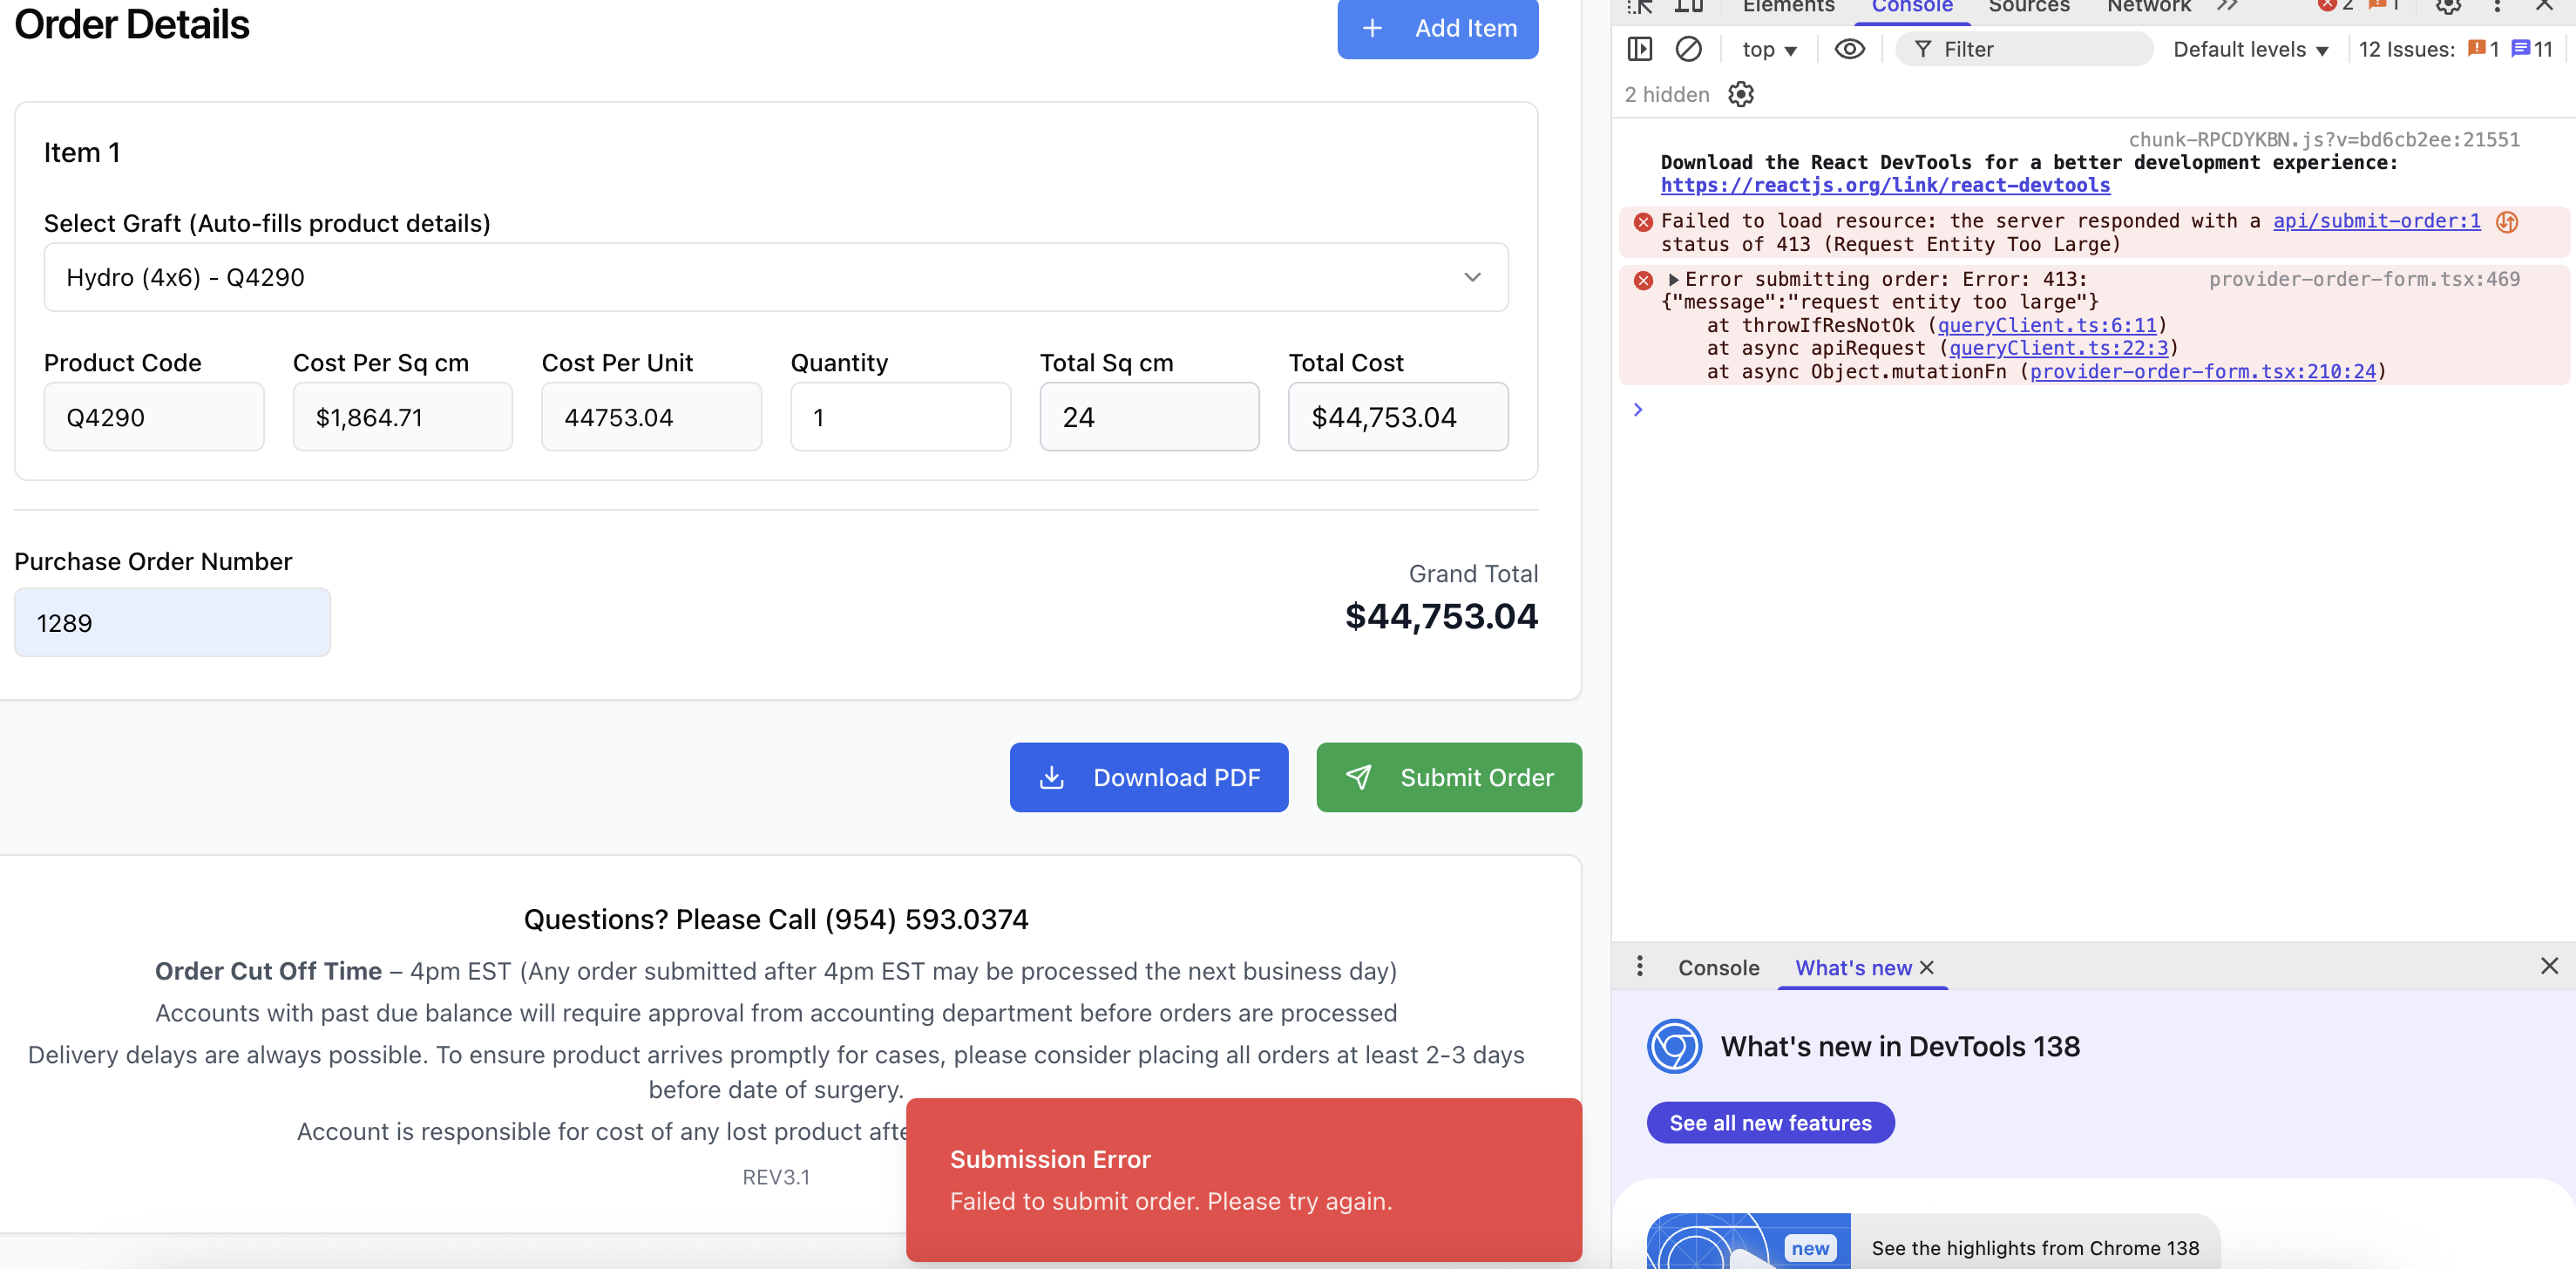 Order Details
+ Add Item
Item 1
Select Graft (Auto-fills product details)
Hydro (4x6) - Q4290
Product Code Cost Per Sq cm Cost Per Unit Quantity Total Sq cm Total Cost
Q4290 $1,864.71 44753.04 1 24 $44,753.04
Purchase Order Number
1289
Grand Total
$44,753.04
Download PDF Submit Order
Questions? Please Call (954) 593.0374
Order Cut Off Time – 4pm EST (Any order submitted after 4pm EST may be processed the next business day)
Accounts with past due balance will require approval from accounting department before orders are processed
Delivery delays are always possible. To ensure product arrives promptly for cases, please consider placing all orders at least 2-3 days
before date of surgery.
Account is responsible for cost of any lost product afte
REV3.1
Submission Error
Failed to submit order. Please try again.
Elements Console Sources Network 2 1
top Filter Default levels 12 Issues: 1 11
2 hidden
chunk-RPCDYKBN.js?v=bd6cb2ee:21551
Download the React DevTools for a better development experience:
https://reactjs.org/link/react-devtools
Failed to load resource: the server responded with a api/submit-order:1
status of 413 (Request Entity Too Large)
Error submitting order: Error: 413: provider-order-form.tsx:469
{"message":"request entity too large"}
at throwIfResNotOk (queryClient.ts:6:11)
at async apiRequest (queryClient.ts:22:3)
at async Object.mutationFn (provider-order-form.tsx:210:24)
Console What's new
What's new in DevTools 138
See all new features
new
See the highlights from Chrome 138